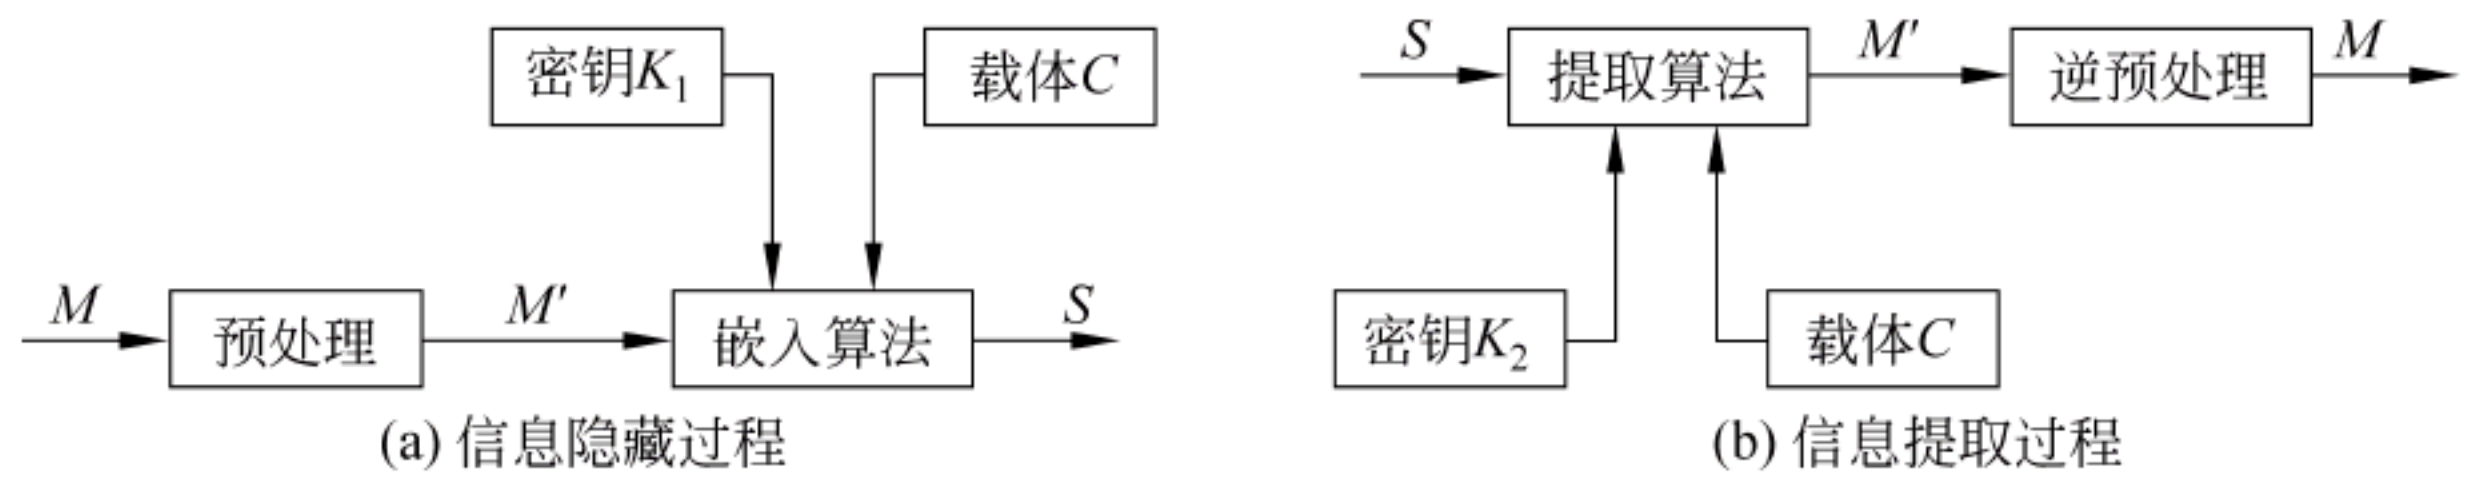 密钥K₁
载体C
M
预处理
M′
嵌入算法
S
(a) 信息隐藏过程
S
提取算法
M′
逆预处理
M
密钥K₂
载体C
(b) 信息提取过程